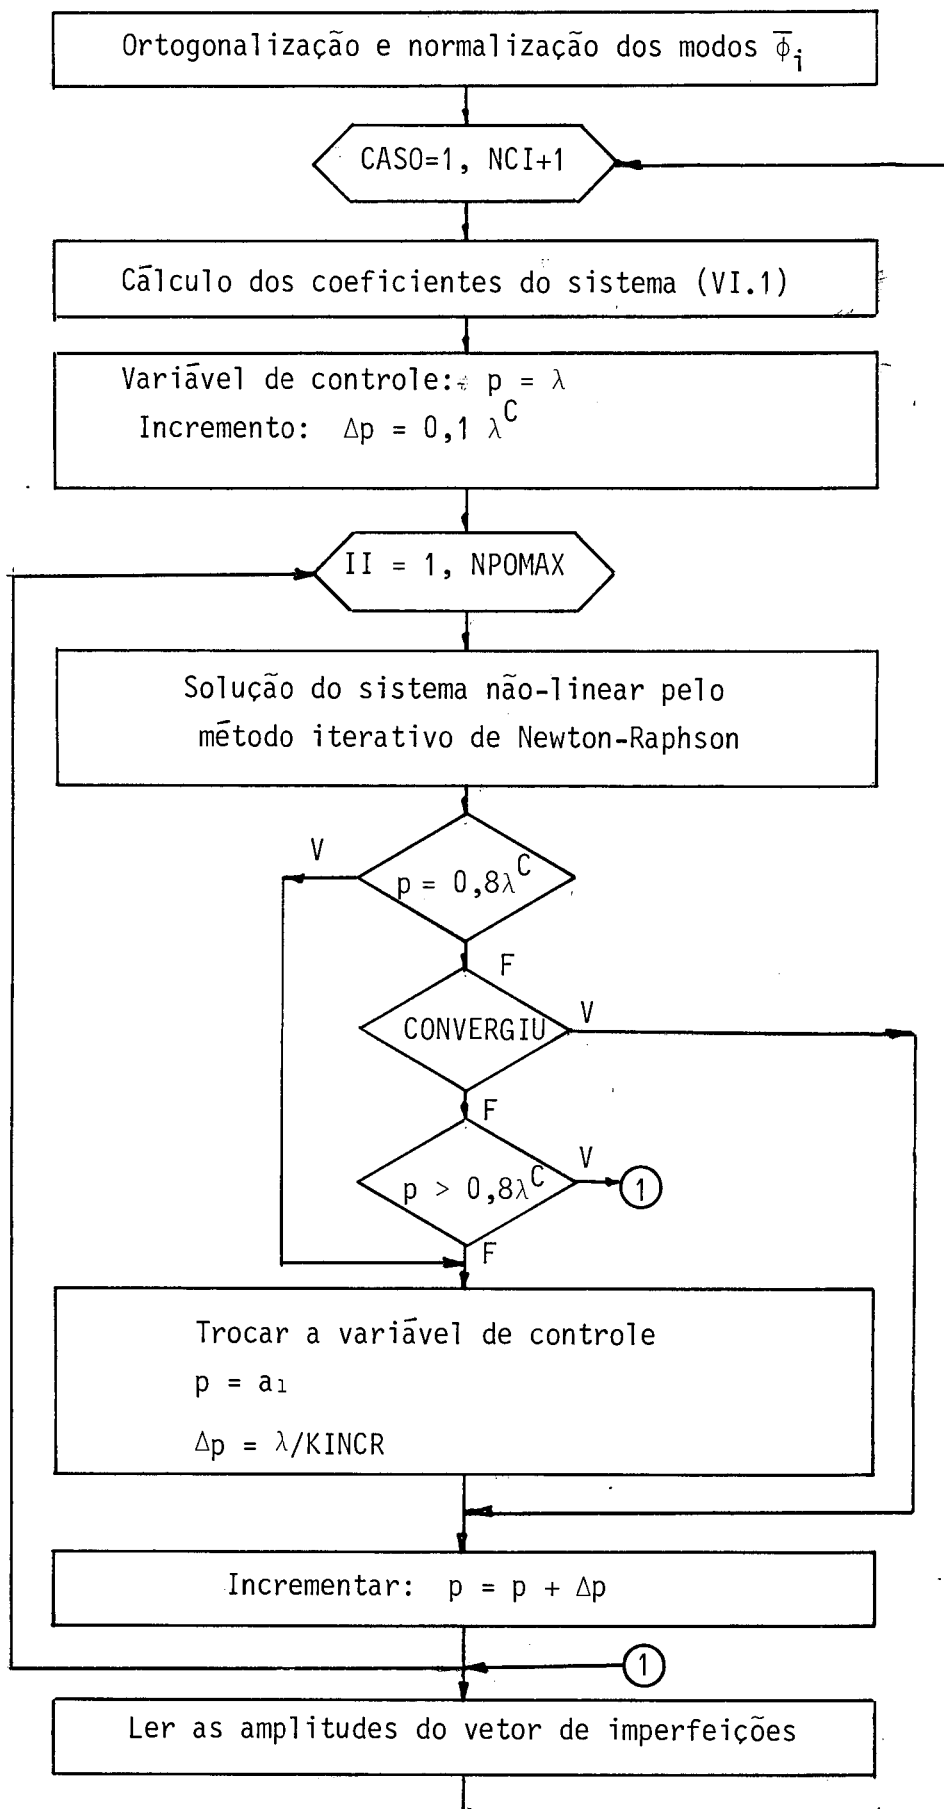 Ortogonalização e normalização dos modos ϕ̅i
CASO=1, NCI+1
Cálculo dos coeficientes do sistema (VI.1)
Variável de controle: p = λ
Incremento: Δp = 0,1 λ^C
II = 1, NPOMAX
Solução do sistema não-linear pelo
método iterativo de Newton-Raphson
V
p = 0,8λ^C
F
CONVERGIU
V
F
p > 0,8λ^C
V
1
F
Trocar a variável de controle
p = a1
Δp = λ/KINCR
Incrementar: p = p + Δp
1
Ler as amplitudes do vetor de imperfeições